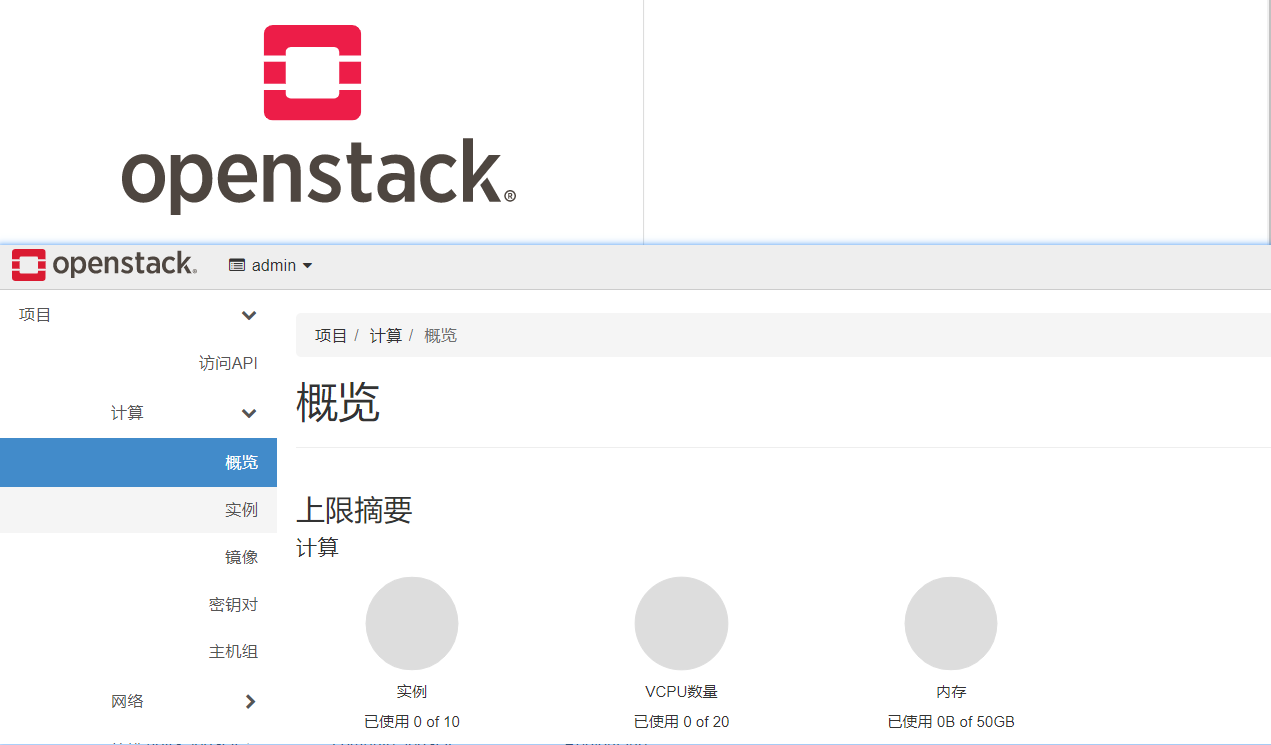 openstack®
openstack®
admin
项目
访问API
计算
概览
实例
镜像
密钥对
主机组
网络
项目 / 计算 / 概览
概览
上限摘要
计算
实例
已使用 0 of 10
VCPU数量
已使用 0 of 20
内存
已使用 0B of 50GB